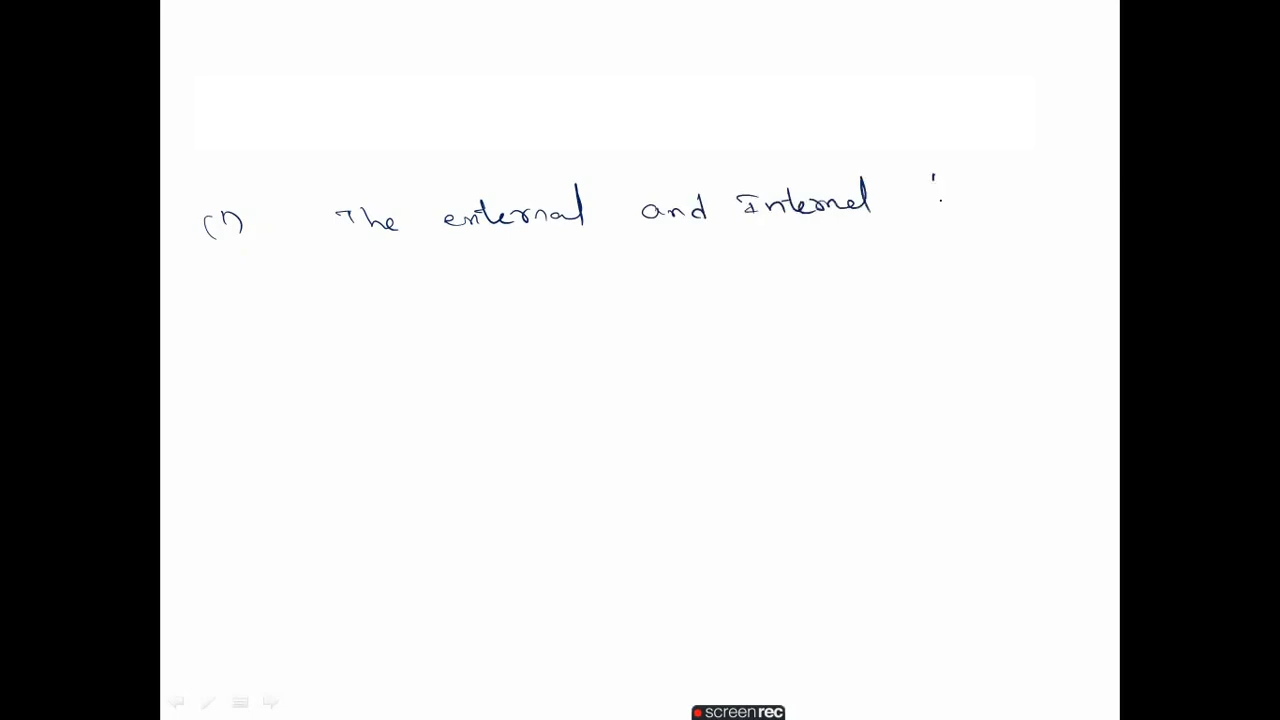 (1) The external and Internal
screenrec